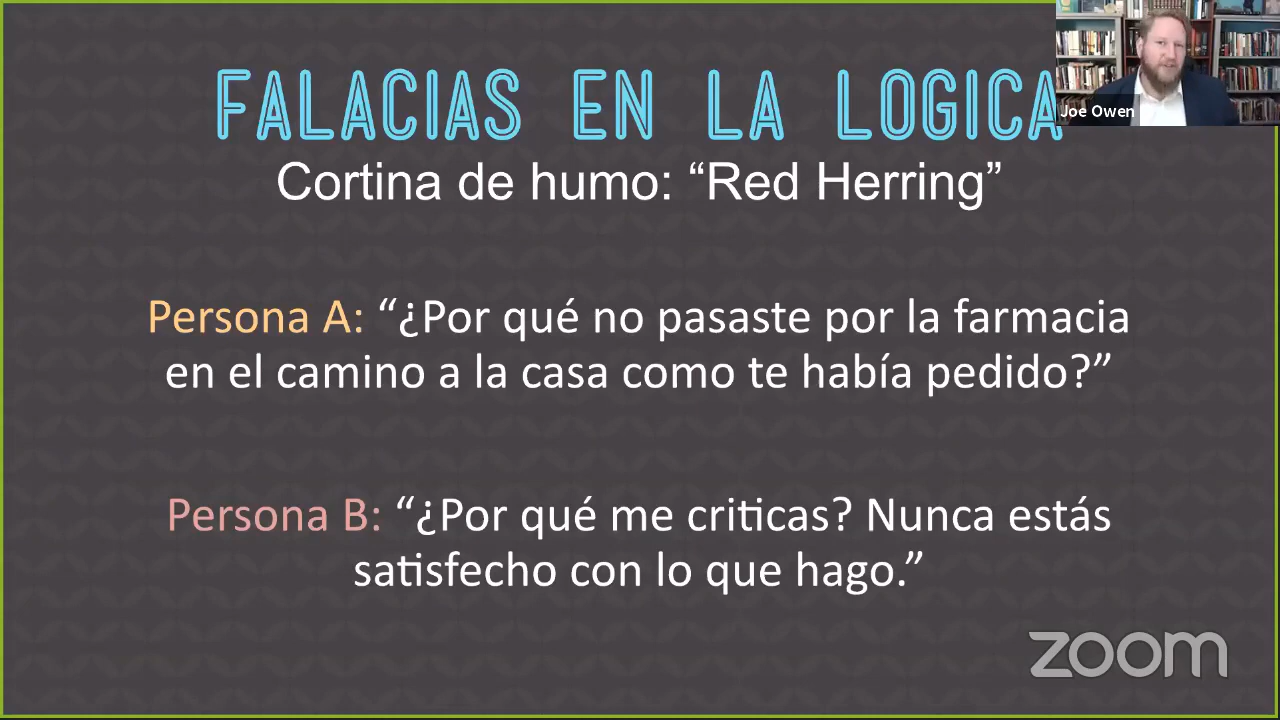 FALACIAS EN LA LOGICA
Joe Owen
Cortina de humo: “Red Herring”
Persona A: “¿Por qué no pasaste por la farmacia
en el camino a la casa como te había pedido?”
Persona B: “¿Por qué me criticas? Nunca estás
satisfecho con lo que hago.”
zoom